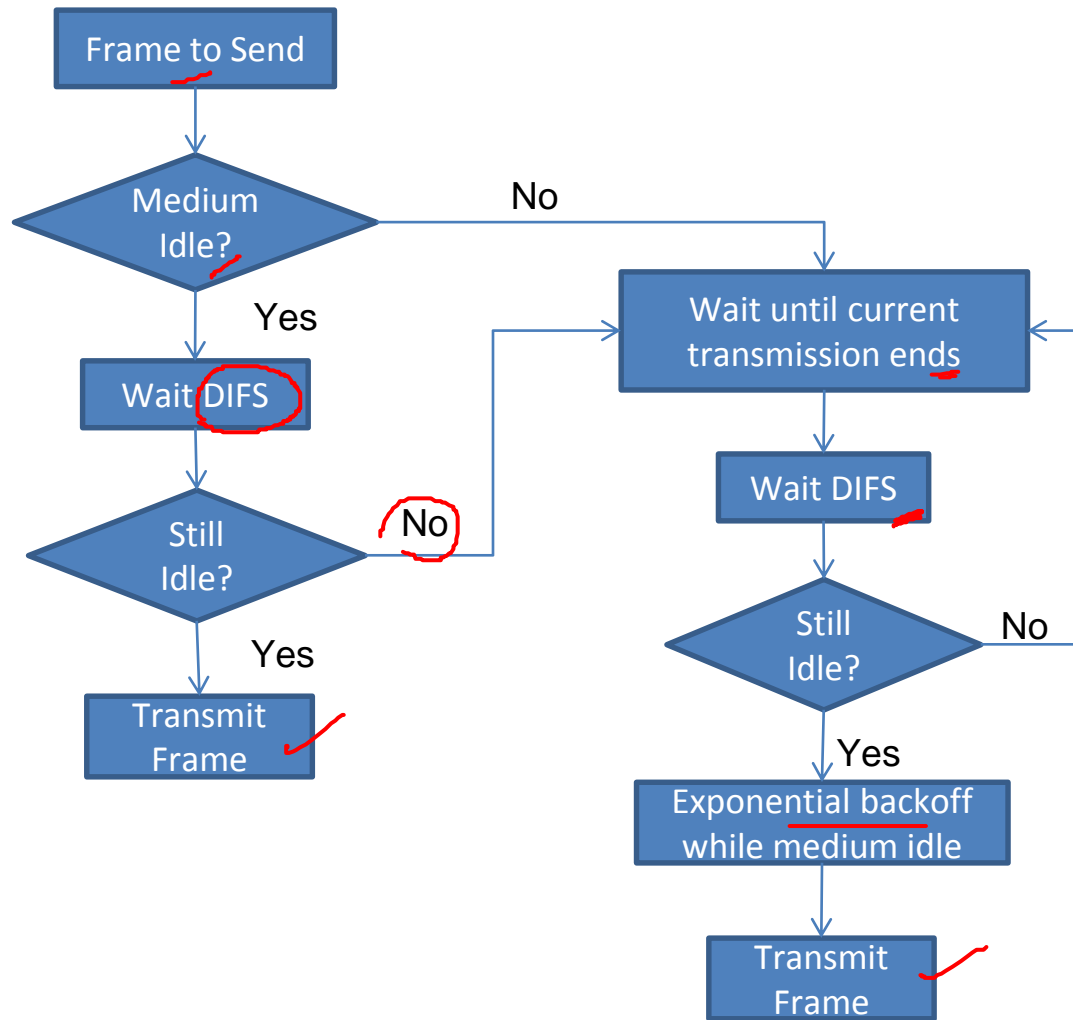 Frame to Send
Medium
Idle?
No
Yes
Wait DIFS
Still
Idle?
No
Yes
Transmit
Frame
Wait until current
transmission ends
Wait DIFS
Still
Idle?
No
Yes
Exponential backoff
while medium idle
Transmit
Frame